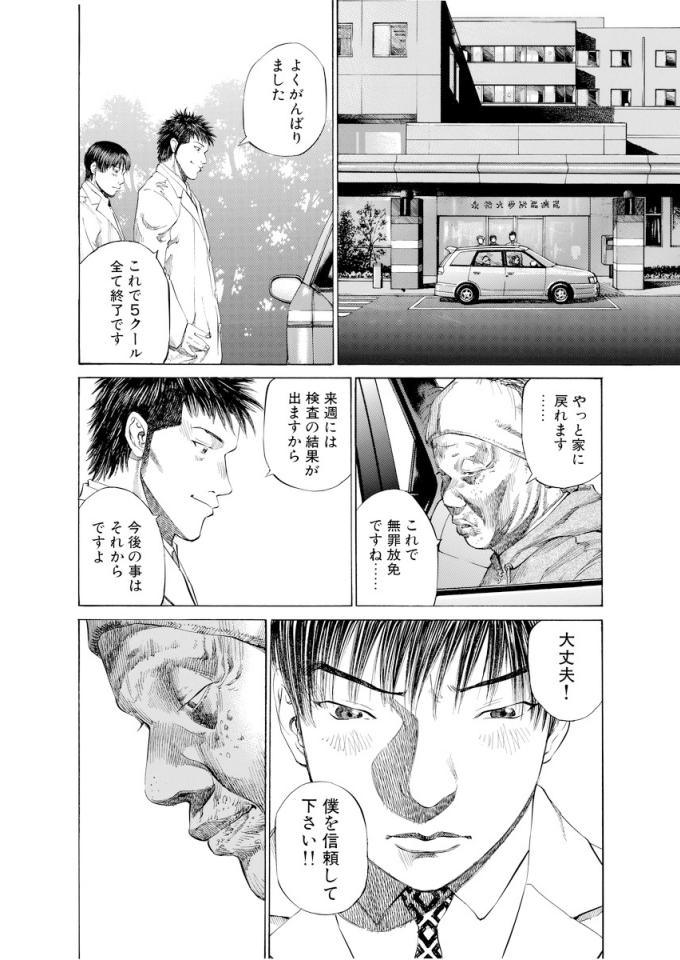 よくがんばり
ました
これで5クール
全て終了です
やっと家に
戻れます
……
これで
無罪放免
ですね……
来週には
検査の結果が
出ますから
今後の事は
それから
ですよ
大丈夫!
僕を信頼して
下さい!!